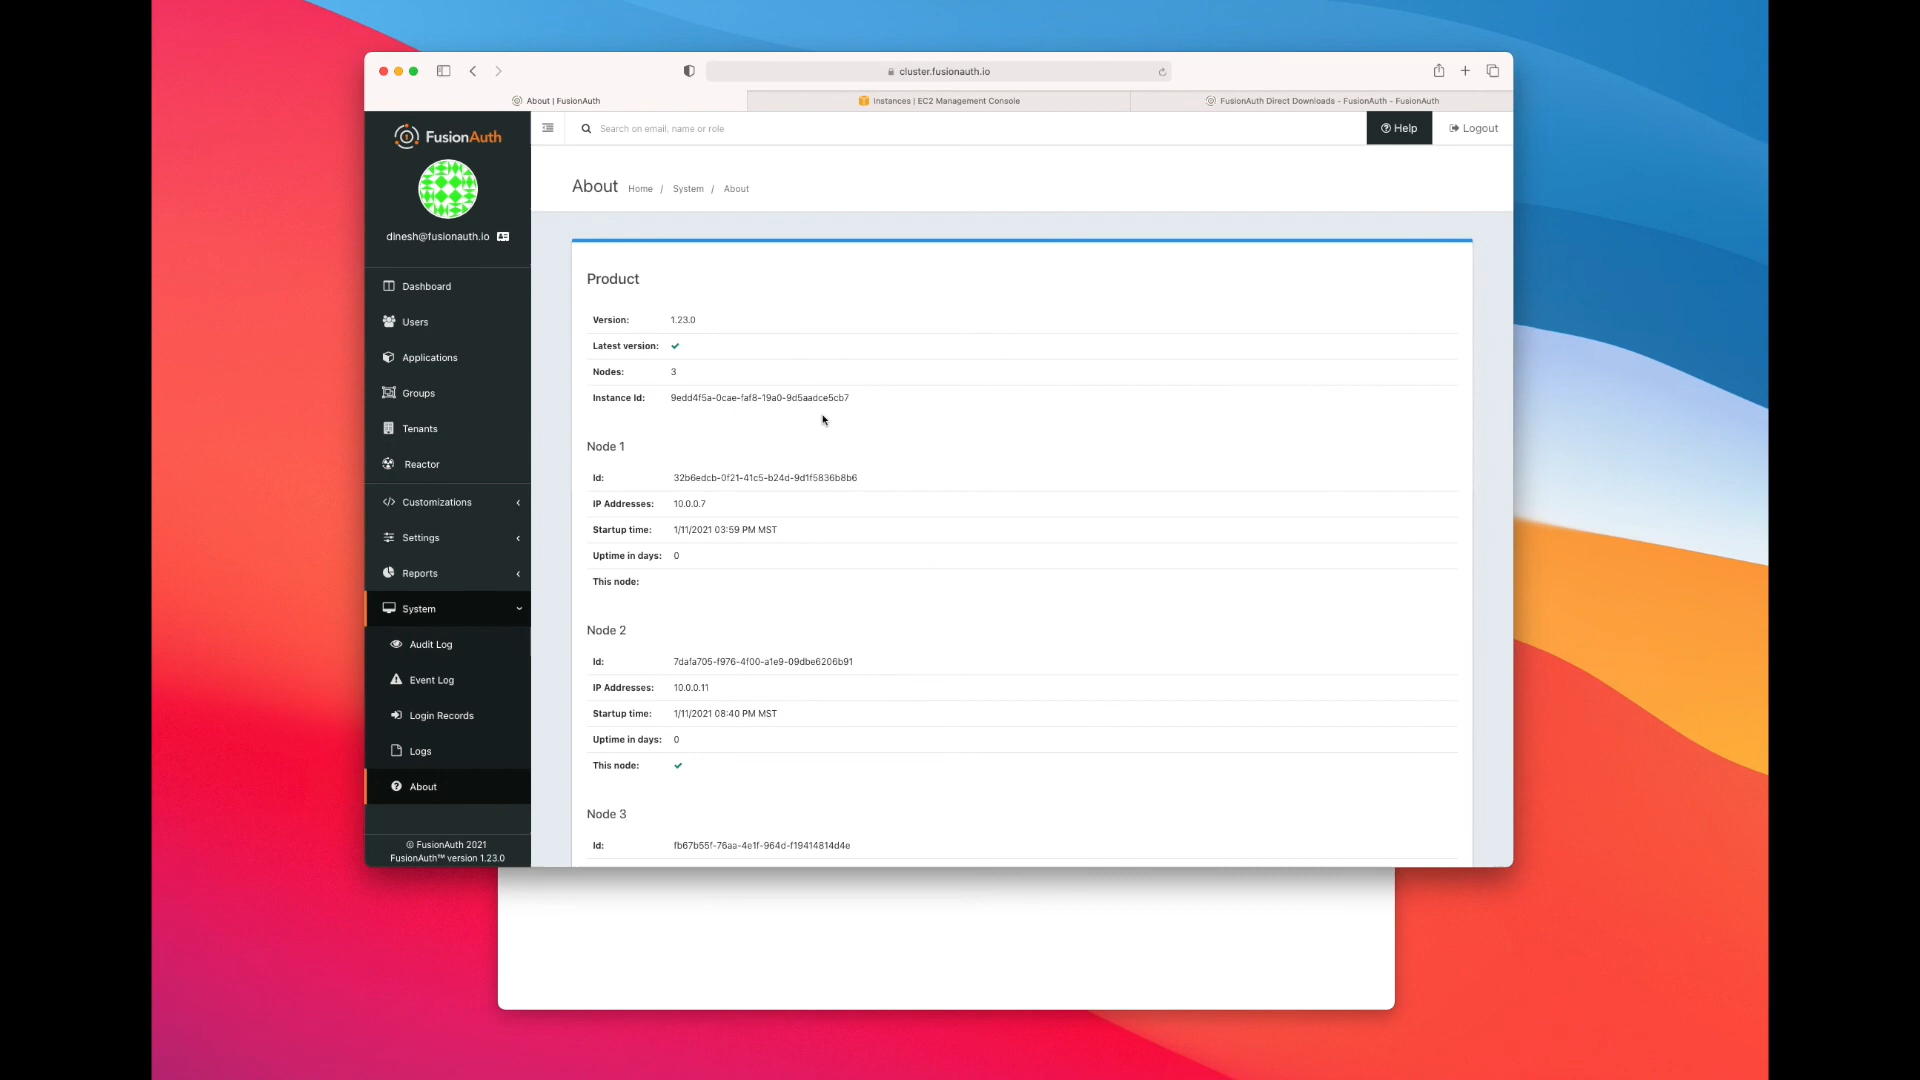 cluster.fusionauth.io
About | FusionAuth
Instances | EC2 Management Console
FusionAuth Direct Downloads - FusionAuth - FusionAuth
FusionAuth
Search on email, name or role
Help
Logout
dinesh@fusionauth.io
About
Home / System / About
Dashboard
Users
Applications
Groups
Tenants
Reactor
Customizations
Settings
Reports
System
Audit Log
Event Log
Login Records
Logs
About
© FusionAuth 2021
FusionAuth™ version 1.23.0
Product
Version: 1.23.0
Latest version:
Nodes: 3
Instance Id: 9edd4f5a-0cae-faf8-19a0-9d5aadce5cb7
Node 1
Id: 32b6edcb-0f21-41c5-b24d-9d1f5836b8b6
IP Addresses: 10.0.0.7
Startup time: 1/11/2021 03:59 PM MST
Uptime in days: 0
This node:
Node 2
Id: 7dafa705-f976-4f00-a1e9-09dbe6206b91
IP Addresses: 10.0.0.11
Startup time: 1/11/2021 08:40 PM MST
Uptime in days: 0
This node:
Node 3
Id: fb67b55f-76aa-4e1f-964d-f19414814d4e